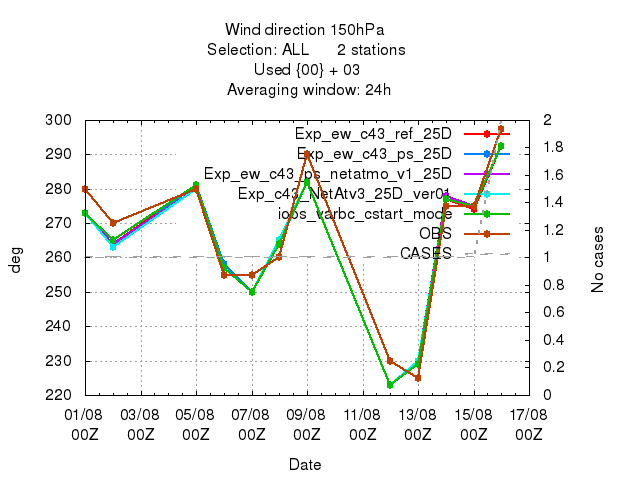 Wind direction 150hPa
Selection: ALL 2 stations
Used {00} + 03
Averaging window: 24h
300
290
280
270
260
250
240
230
220
deg
2
1.8
1.6
1.4
1.2
1
0.8
0.6
0.4
0.2
0
No cases
Exp_ew_c43_ref_25D
Exp_ew_c43_ps_25D
Exp_ew_c43_ps_netatmo_v1_25D
Exp_c43_NetAtv3_25D_ver01
iobs_varbc_cstart_mode
OBS
CASES
01/08 03/08 05/08 07/08 09/08 11/08 13/08 15/08 17/08
00Z 00Z 00Z 00Z 00Z 00Z 00Z 00Z 00Z
Date